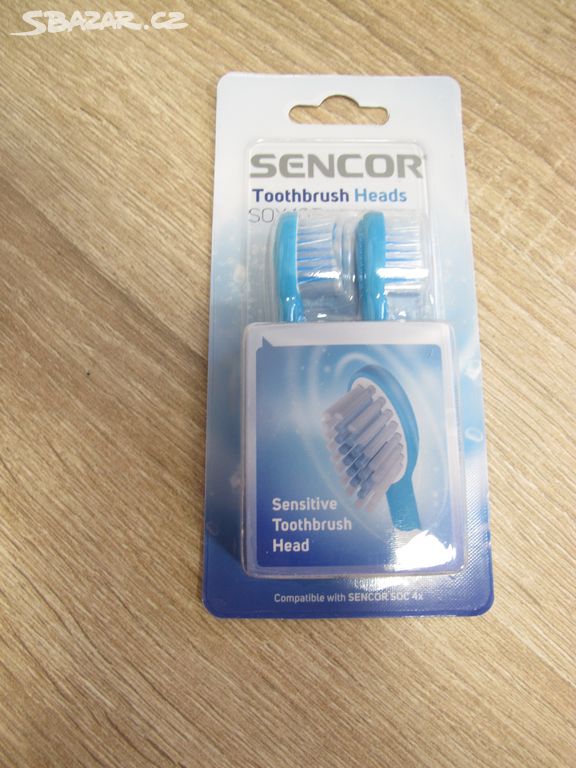 SBAZAR.CZ
SENCOR
Toothbrush Heads
Sensitive
Toothbrush
Head
Compatible with SENCOR SOC 4x